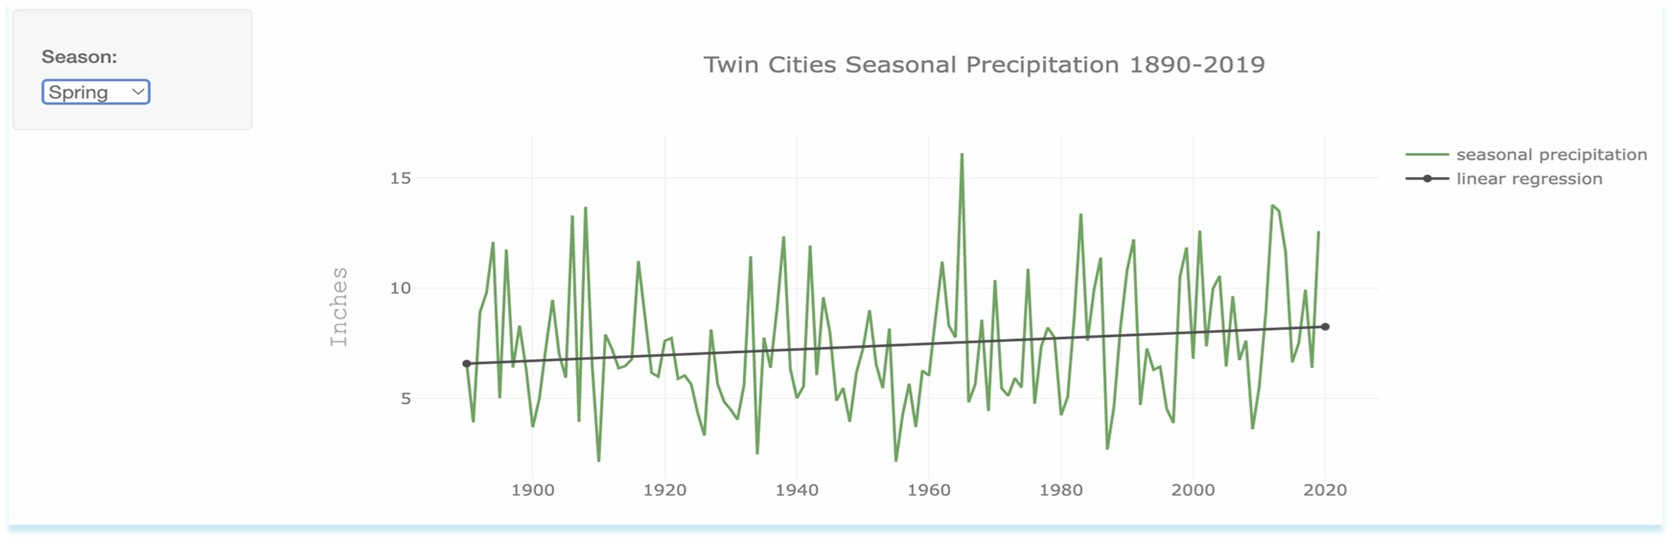 Season:
Spring
Twin Cities Seasonal Precipitation 1890-2019
seasonal precipitation
linear regression
Inches
15
10
5
1900 1920 1940 1960 1980 2000 2020